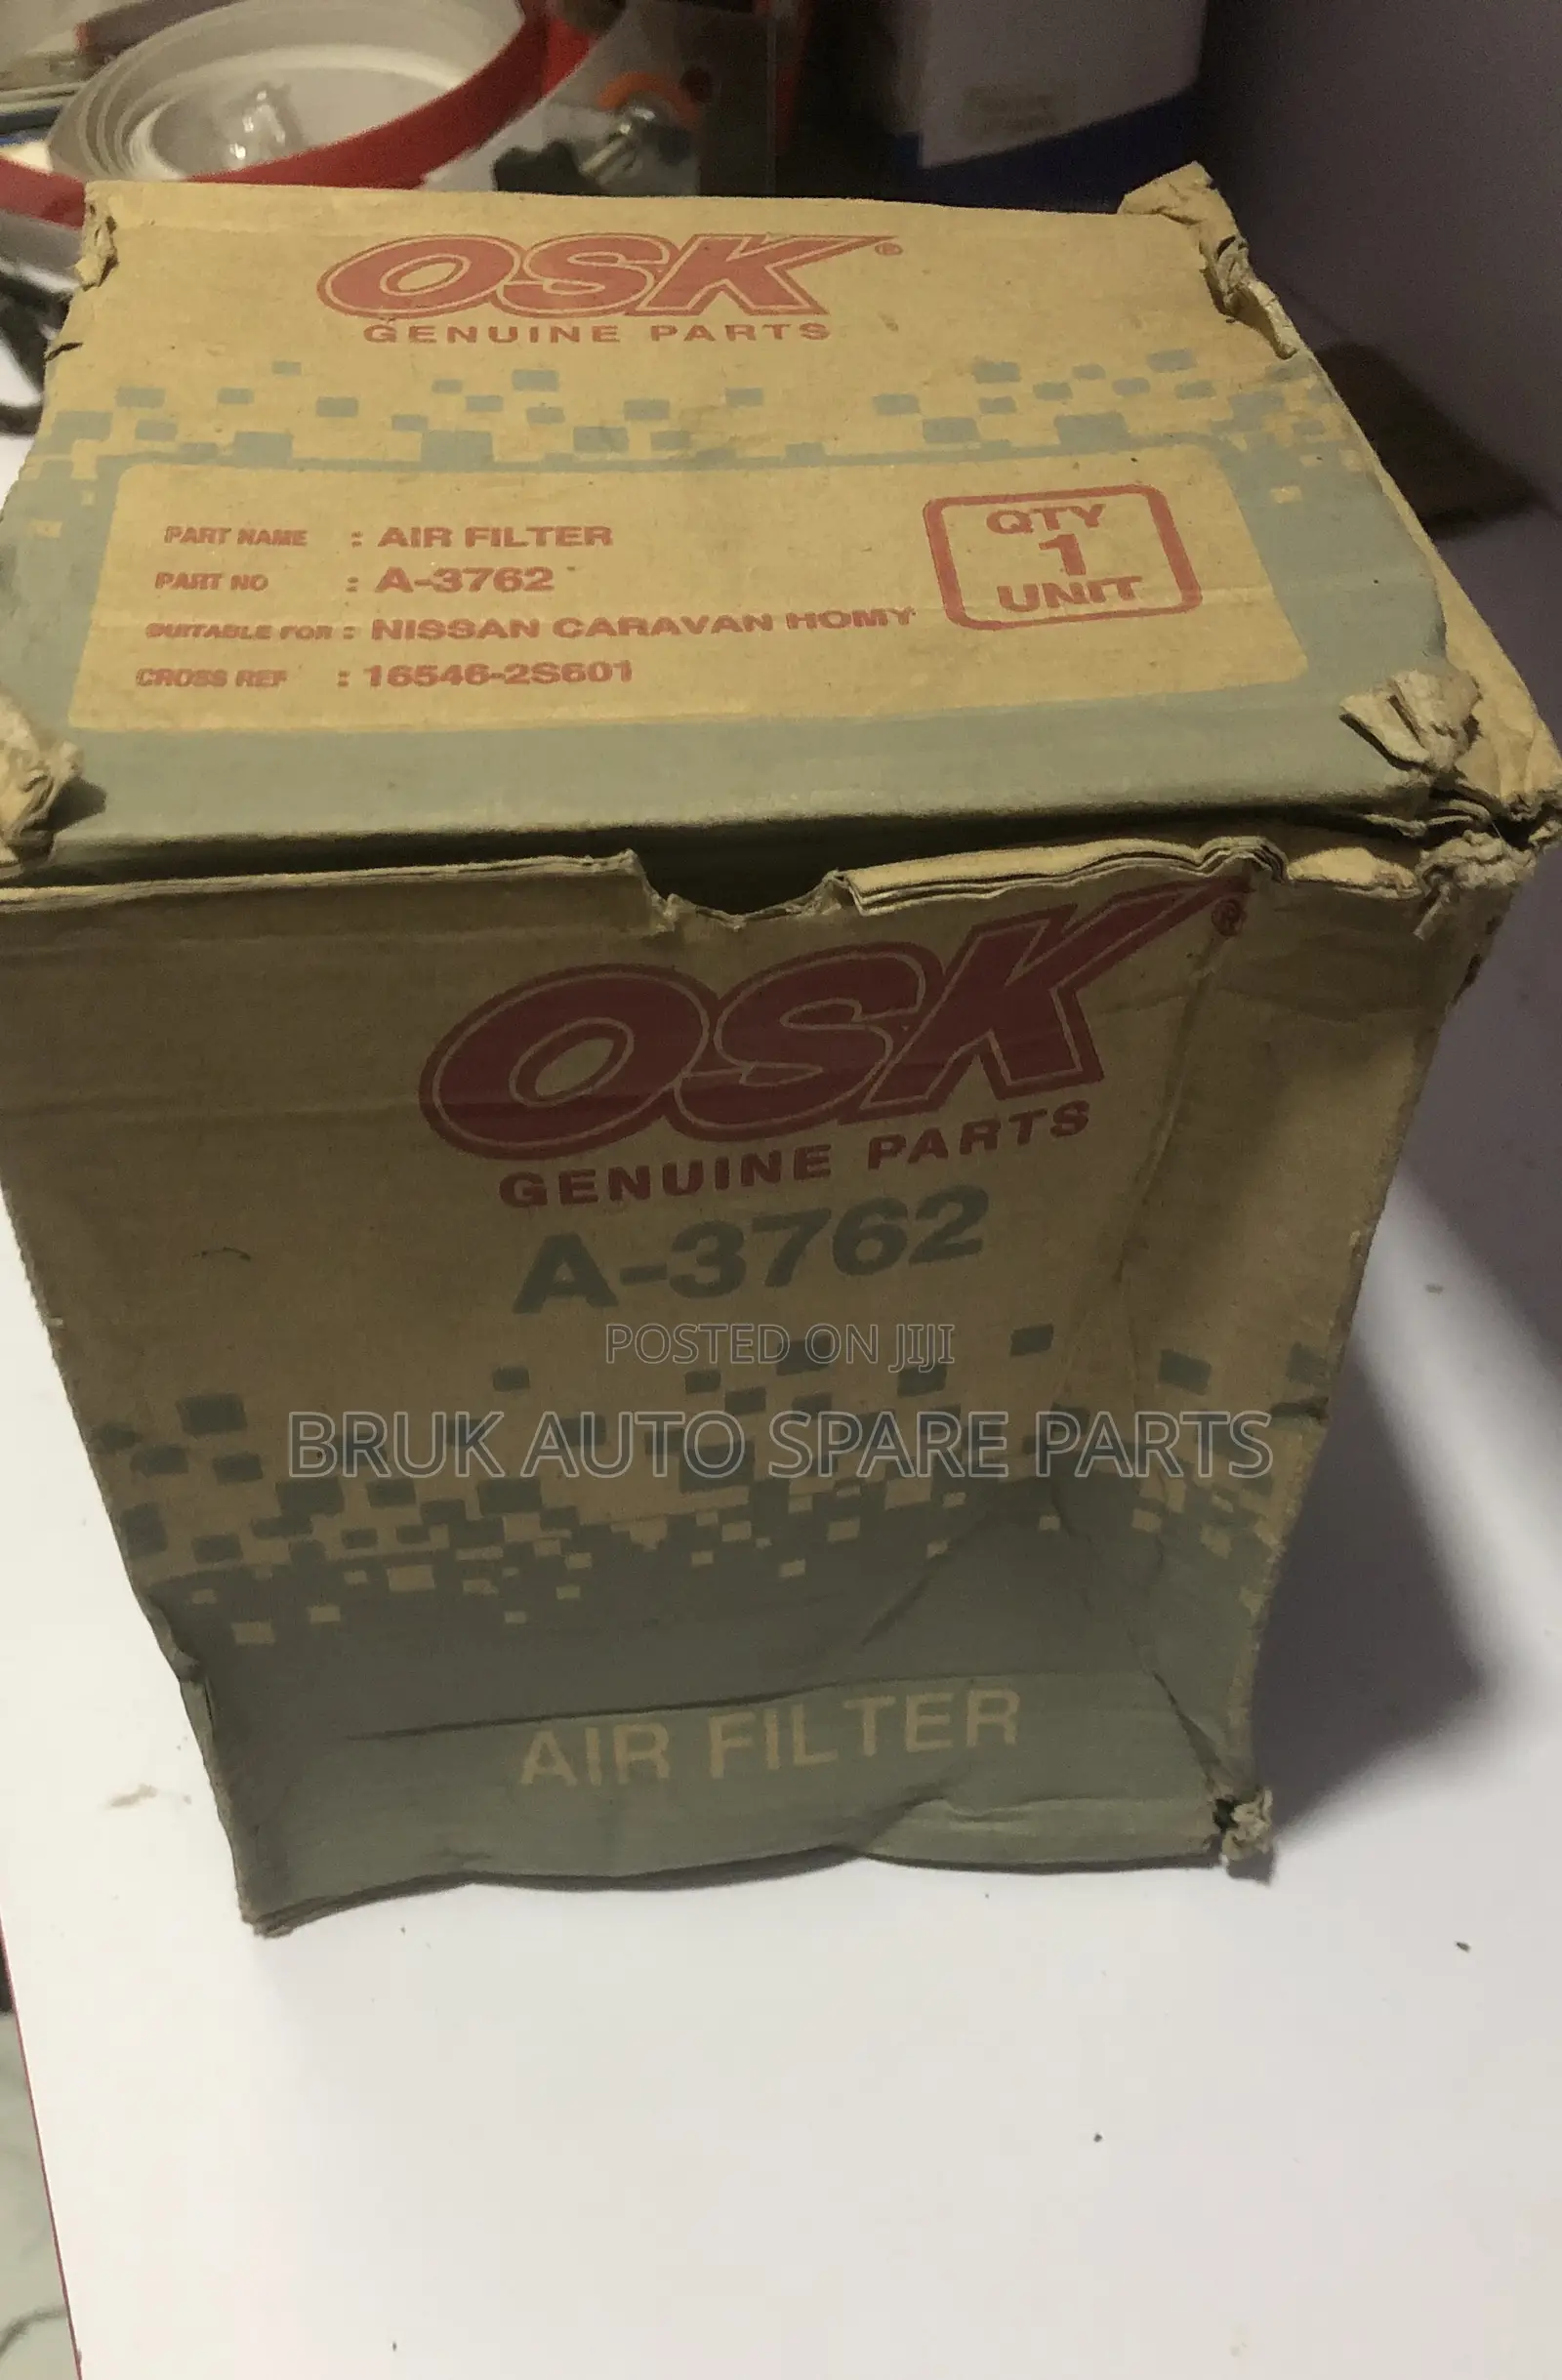 OSK®
GENUINE PARTS
PART NAME : AIR FILTER
PART NO : A-3762
SUITABLE FOR : NISSAN CARAVAN HOMY
CROSS REF : 16546-2S601
QTY
1
UNIT
OSK®
GENUINE PARTS
A-3762
POSTED ON JIJI
BRUK AUTO SPARE PARTS
AIR FILTER